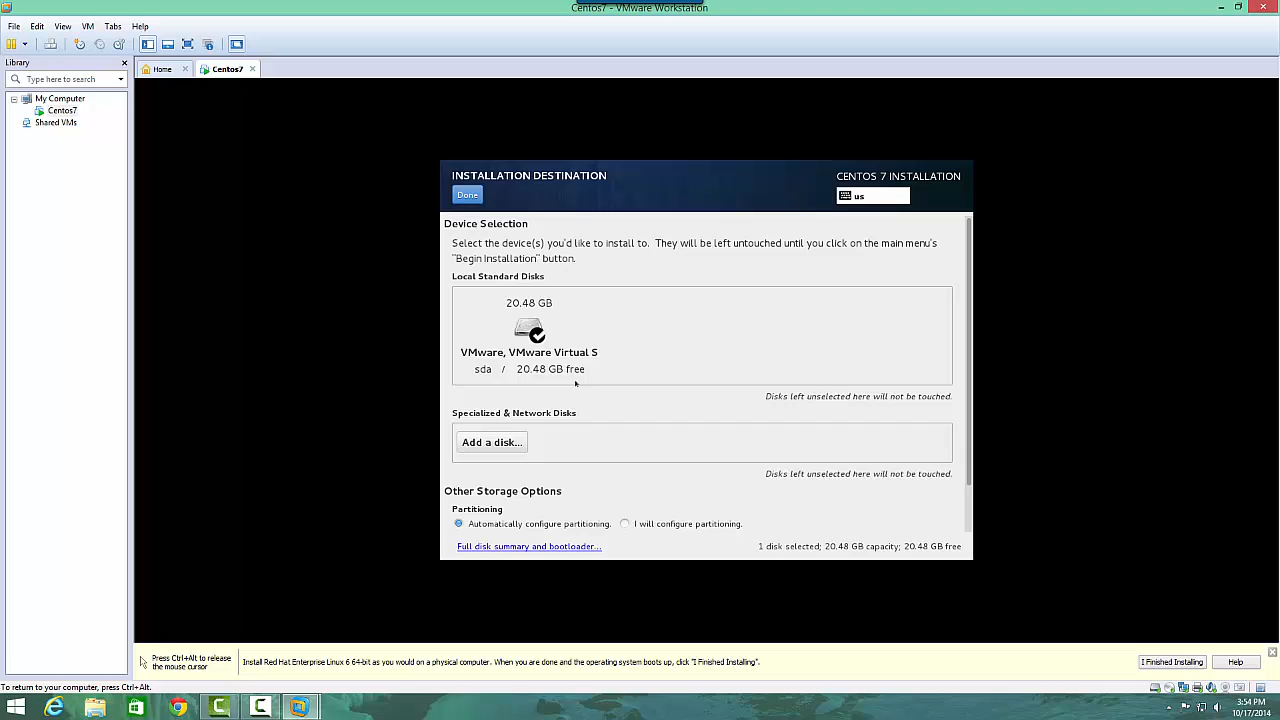 Centos7 - VMware Workstation
File Edit View VM Tabs Help
Library
Type here to search
My Computer
Centos7
Shared VMs
Home
Centos7
INSTALLATION DESTINATION
Done
CENTOS 7 INSTALLATION
us
Device Selection
Select the device(s) you'd like to install to. They will be left untouched until you click on the main menu's
"Begin Installation" button.
Local Standard Disks
20.48 GB
VMware, VMware Virtual S
sda / 20.48 GB free
Disks left unselected here will not be touched.
Specialized & Network Disks
Add a disk...
Disks left unselected here will not be touched.
Other Storage Options
Partitioning
Automatically configure partitioning. I will configure partitioning.
Full disk summary and bootloader...
1 disk selected; 20.48 GB capacity; 20.48 GB free
Press Ctrl+Alt to release
the mouse cursor
Install Red Hat Enterprise Linux 6 64-bit as you would on a physical computer. When you are done and the operating system boots up, click "I Finished Installing".
I Finished Installing
Help
To return to your computer, press Ctrl+Alt.
3:54 PM
10/17/2014